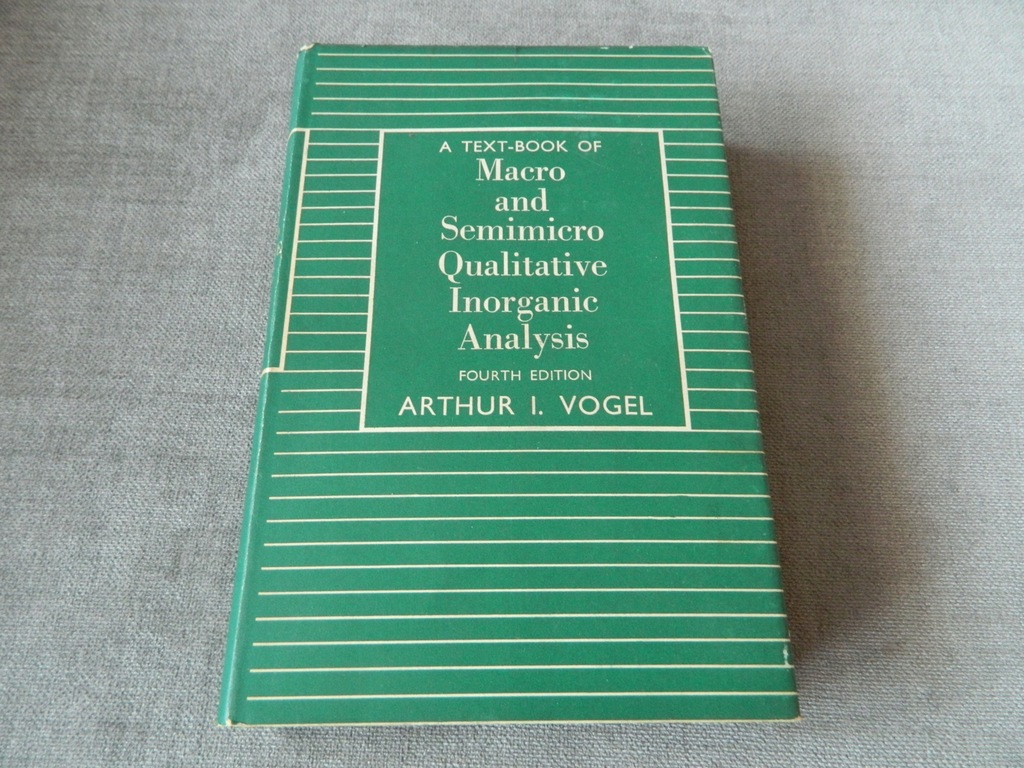 A TEXT-BOOK OF
Macro
and
Semimicro
Qualitative
Inorganic
Analysis
FOURTH EDITION
ARTHUR I. VOGEL